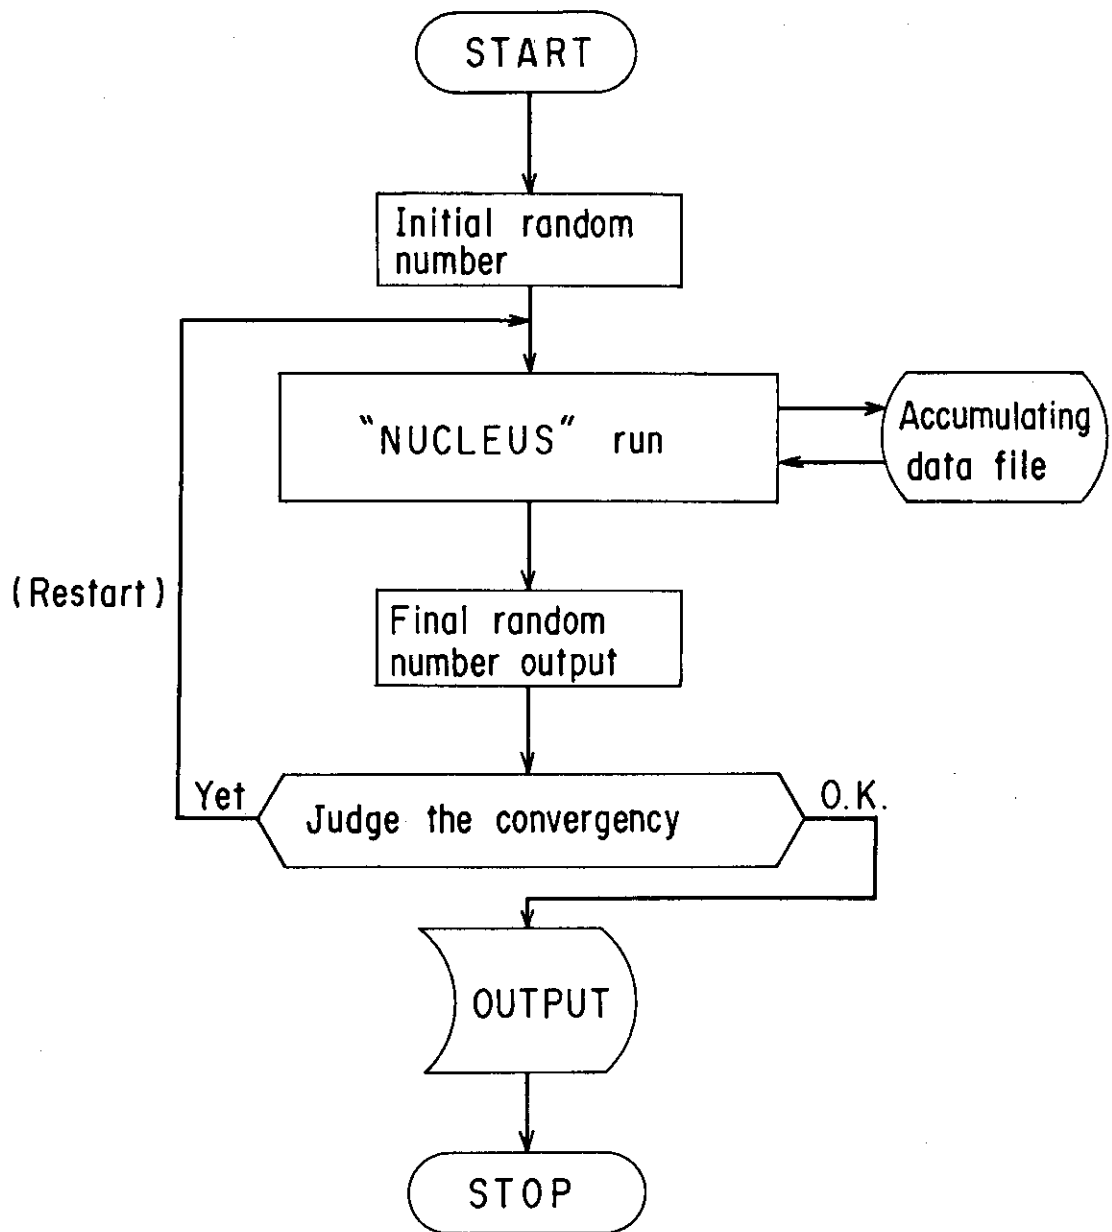 START
Initial random
number
"NUCLEUS" run
Accumulating
data file
(Restart)
Final random
number output
Yet
Judge the convergency
O.K.
OUTPUT
STOP